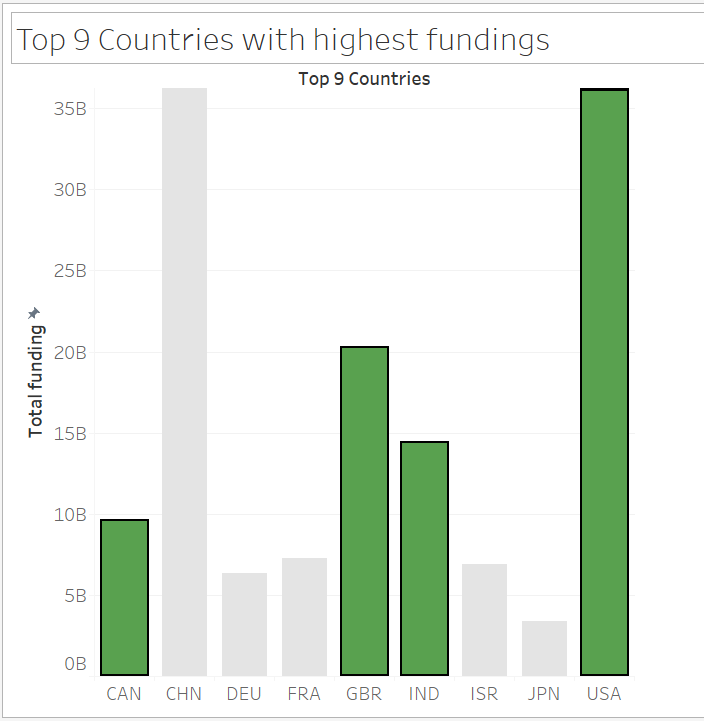 Top 9 Countries with highest fundings
Top 9 Countries
35B
30B
25B
20B
15B
10B
5B
0B
Total funding
CAN CHN DEU FRA GBR IND ISR JPN USA